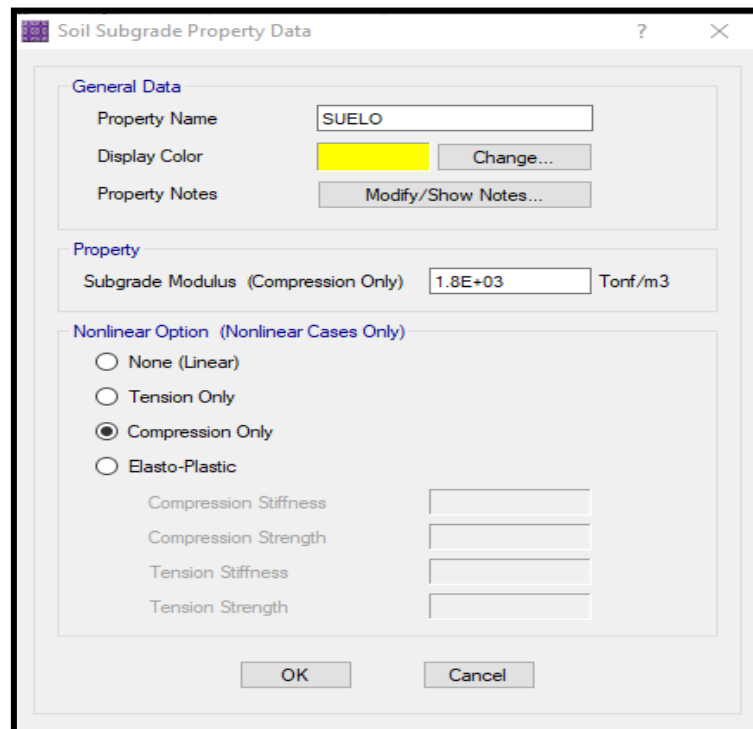 Soil Subgrade Property Data
General Data
Property Name SUELO
Display Color Change...
Property Notes Modify/Show Notes...
Property
Subgrade Modulus (Compression Only) 1.8E+03 Tonf/m3
Nonlinear Option (Nonlinear Cases Only)
None (Linear)
Tension Only
Compression Only
Elasto-Plastic
Compression Stiffness
Compression Strength
Tension Stiffness
Tension Strength
OK Cancel